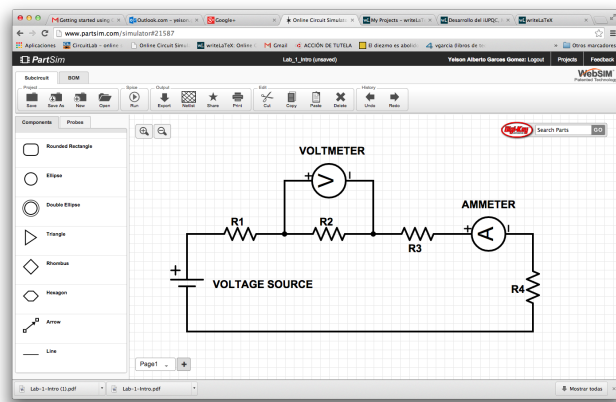 Getting started using
Outlook.com - yeison
Google+
Online Circuit Simulator
My Projects - writeLaT
Desarrollo del iUPQC,
writeLaTeX
www.partsim.com/simulator#21587
Aplicaciones
CircuitLab - online
Online Circuit Simul
writeLaTeX: Online
Gmail
ACCIÓN DE TUTELA
El diezmo es abolido
vgarcia (libros de te
»
Otros marcadores
PartSim
Lab_1_Intro (unsaved)
Yeison Alberto Garces Gomez: Logout
Projects
Feedback
Subcircuit
BOM
WebSIM
Patented Technology
Project
Spice
Output
Edit
History
Save
Save As
New
Open
Run
Export
Netlist
Share
Print
Cut
Copy
Paste
Delete
Undo
Redo
Components
Probes
Digi-Key
Search Parts
GO
Rounded Rectangle
Ellipse
Double Ellipse
Triangle
Rhombus
Hexagon
Arrow
Line
VOLTMETER
+
V
–
R1
R2
R3
AMMETER
+
A
–
R4
+
VOLTAGE SOURCE
Page1
+
Lab-1-Intro (1).pdf
Lab-1-Intro.pdf
Mostrar todas